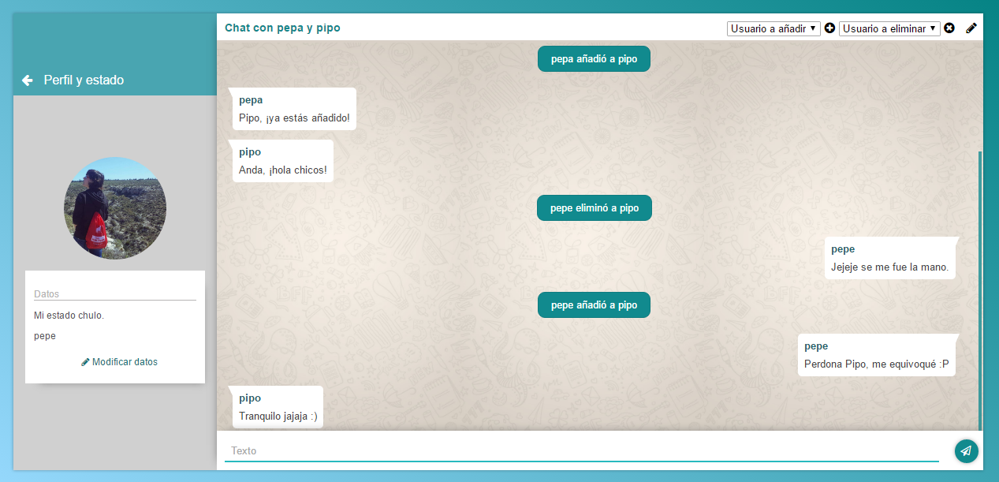 Perfil y estado
Datos
Mi estado chulo.
pepe
Modificar datos
Chat con pepa y pipo
Usuario a añadir
Usuario a eliminar
pepa añadió a pipo
pepa
Pipo, ¡ya estás añadido!
pipo
Anda, ¡hola chicos!
pepe eliminó a pipo
pepe
Jejeje se me fue la mano.
pepe añadió a pipo
pepe
Perdona Pipo, me equivoqué :P
pipo
Tranquilo jajaja :)
Texto